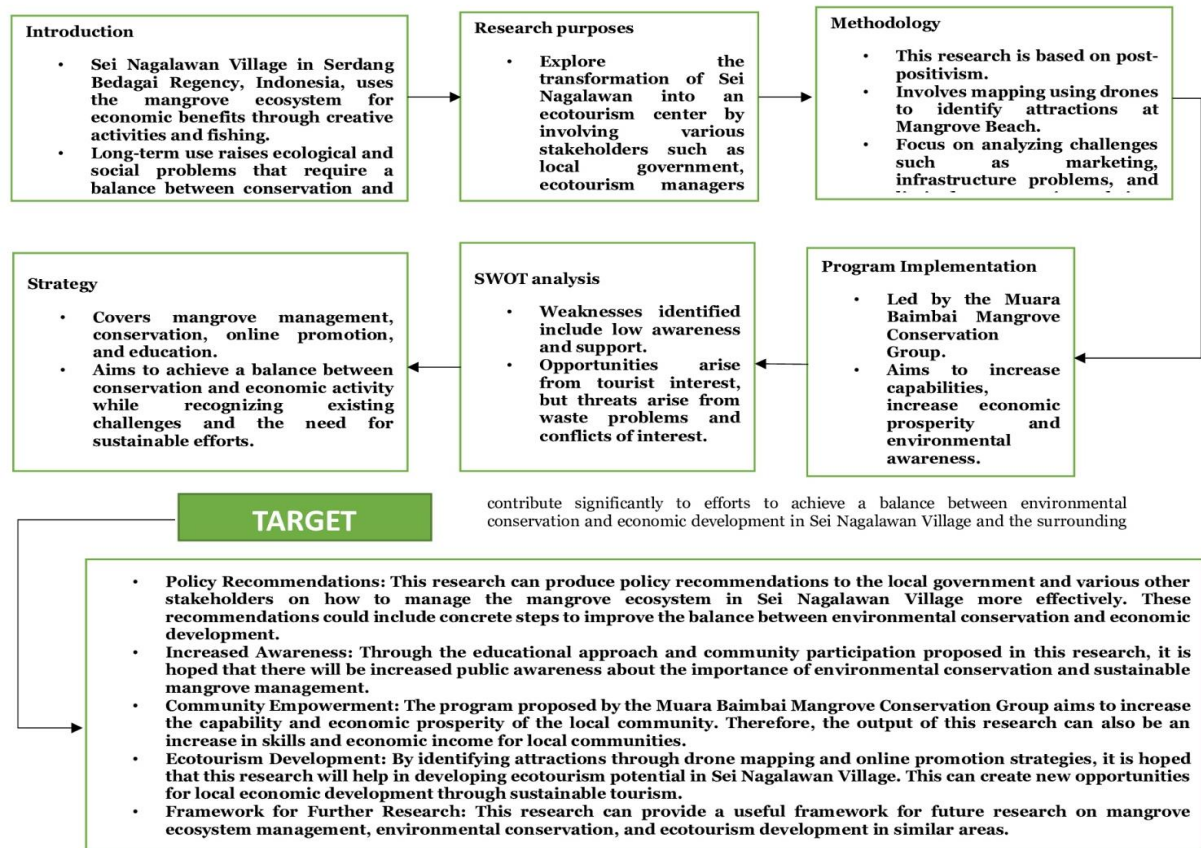 Introduction
• Sei Nagalawan Village in Serdang
Bedagai Regency, Indonesia, uses
the mangrove ecosystem for
economic benefits through creative
activities and fishing.
• Long-term use raises ecological and
social problems that require a
balance between conservation and
Research purposes
• Explore the
transformation of Sei
Nagalawan into an
ecotourism center by
involving various
stakeholders such as
local government,
ecotourism managers
Methodology
• This research is based on post-
positivism.
• Involves mapping using drones
to identify attractions at
Mangrove Beach.
• Focus on analyzing challenges
such as marketing,
infrastructure problems, and
Program Implementation
• Led by the Muara
Baimbai Mangrove
Conservation
Group.
• Aims to increase
capabilities,
increase economic
prosperity and
environmental
awareness.
SWOT analysis
• Weaknesses identified
include low awareness
and support.
• Opportunities arise
from tourist interest,
but threats arise from
waste problems and
conflicts of interest.
Strategy
• Covers mangrove management,
conservation, online promotion,
and education.
• Aims to achieve a balance between
conservation and economic activity
while recognizing existing
challenges and the need for
sustainable efforts.
TARGET
contribute significantly to efforts to achieve a balance between environmental
conservation and economic development in Sei Nagalawan Village and the surrounding
• Policy Recommendations: This research can produce policy recommendations to the local government and various other
stakeholders on how to manage the mangrove ecosystem in Sei Nagalawan Village more effectively. These
recommendations could include concrete steps to improve the balance between environmental conservation and economic
development.
• Increased Awareness: Through the educational approach and community participation proposed in this research, it is
hoped that there will be increased public awareness about the importance of environmental conservation and sustainable
mangrove management.
• Community Empowerment: The program proposed by the Muara Baimbai Mangrove Conservation Group aims to increase
the capability and economic prosperity of the local community. Therefore, the output of this research can also be an
increase in skills and economic income for local communities.
• Ecotourism Development: By identifying attractions through drone mapping and online promotion strategies, it is hoped
that this research will help in developing ecotourism potential in Sei Nagalawan Village. This can create new opportunities
for local economic development through sustainable tourism.
• Framework for Further Research: This research can provide a useful framework for future research on mangrove
ecosystem management, environmental conservation, and ecotourism development in similar areas.